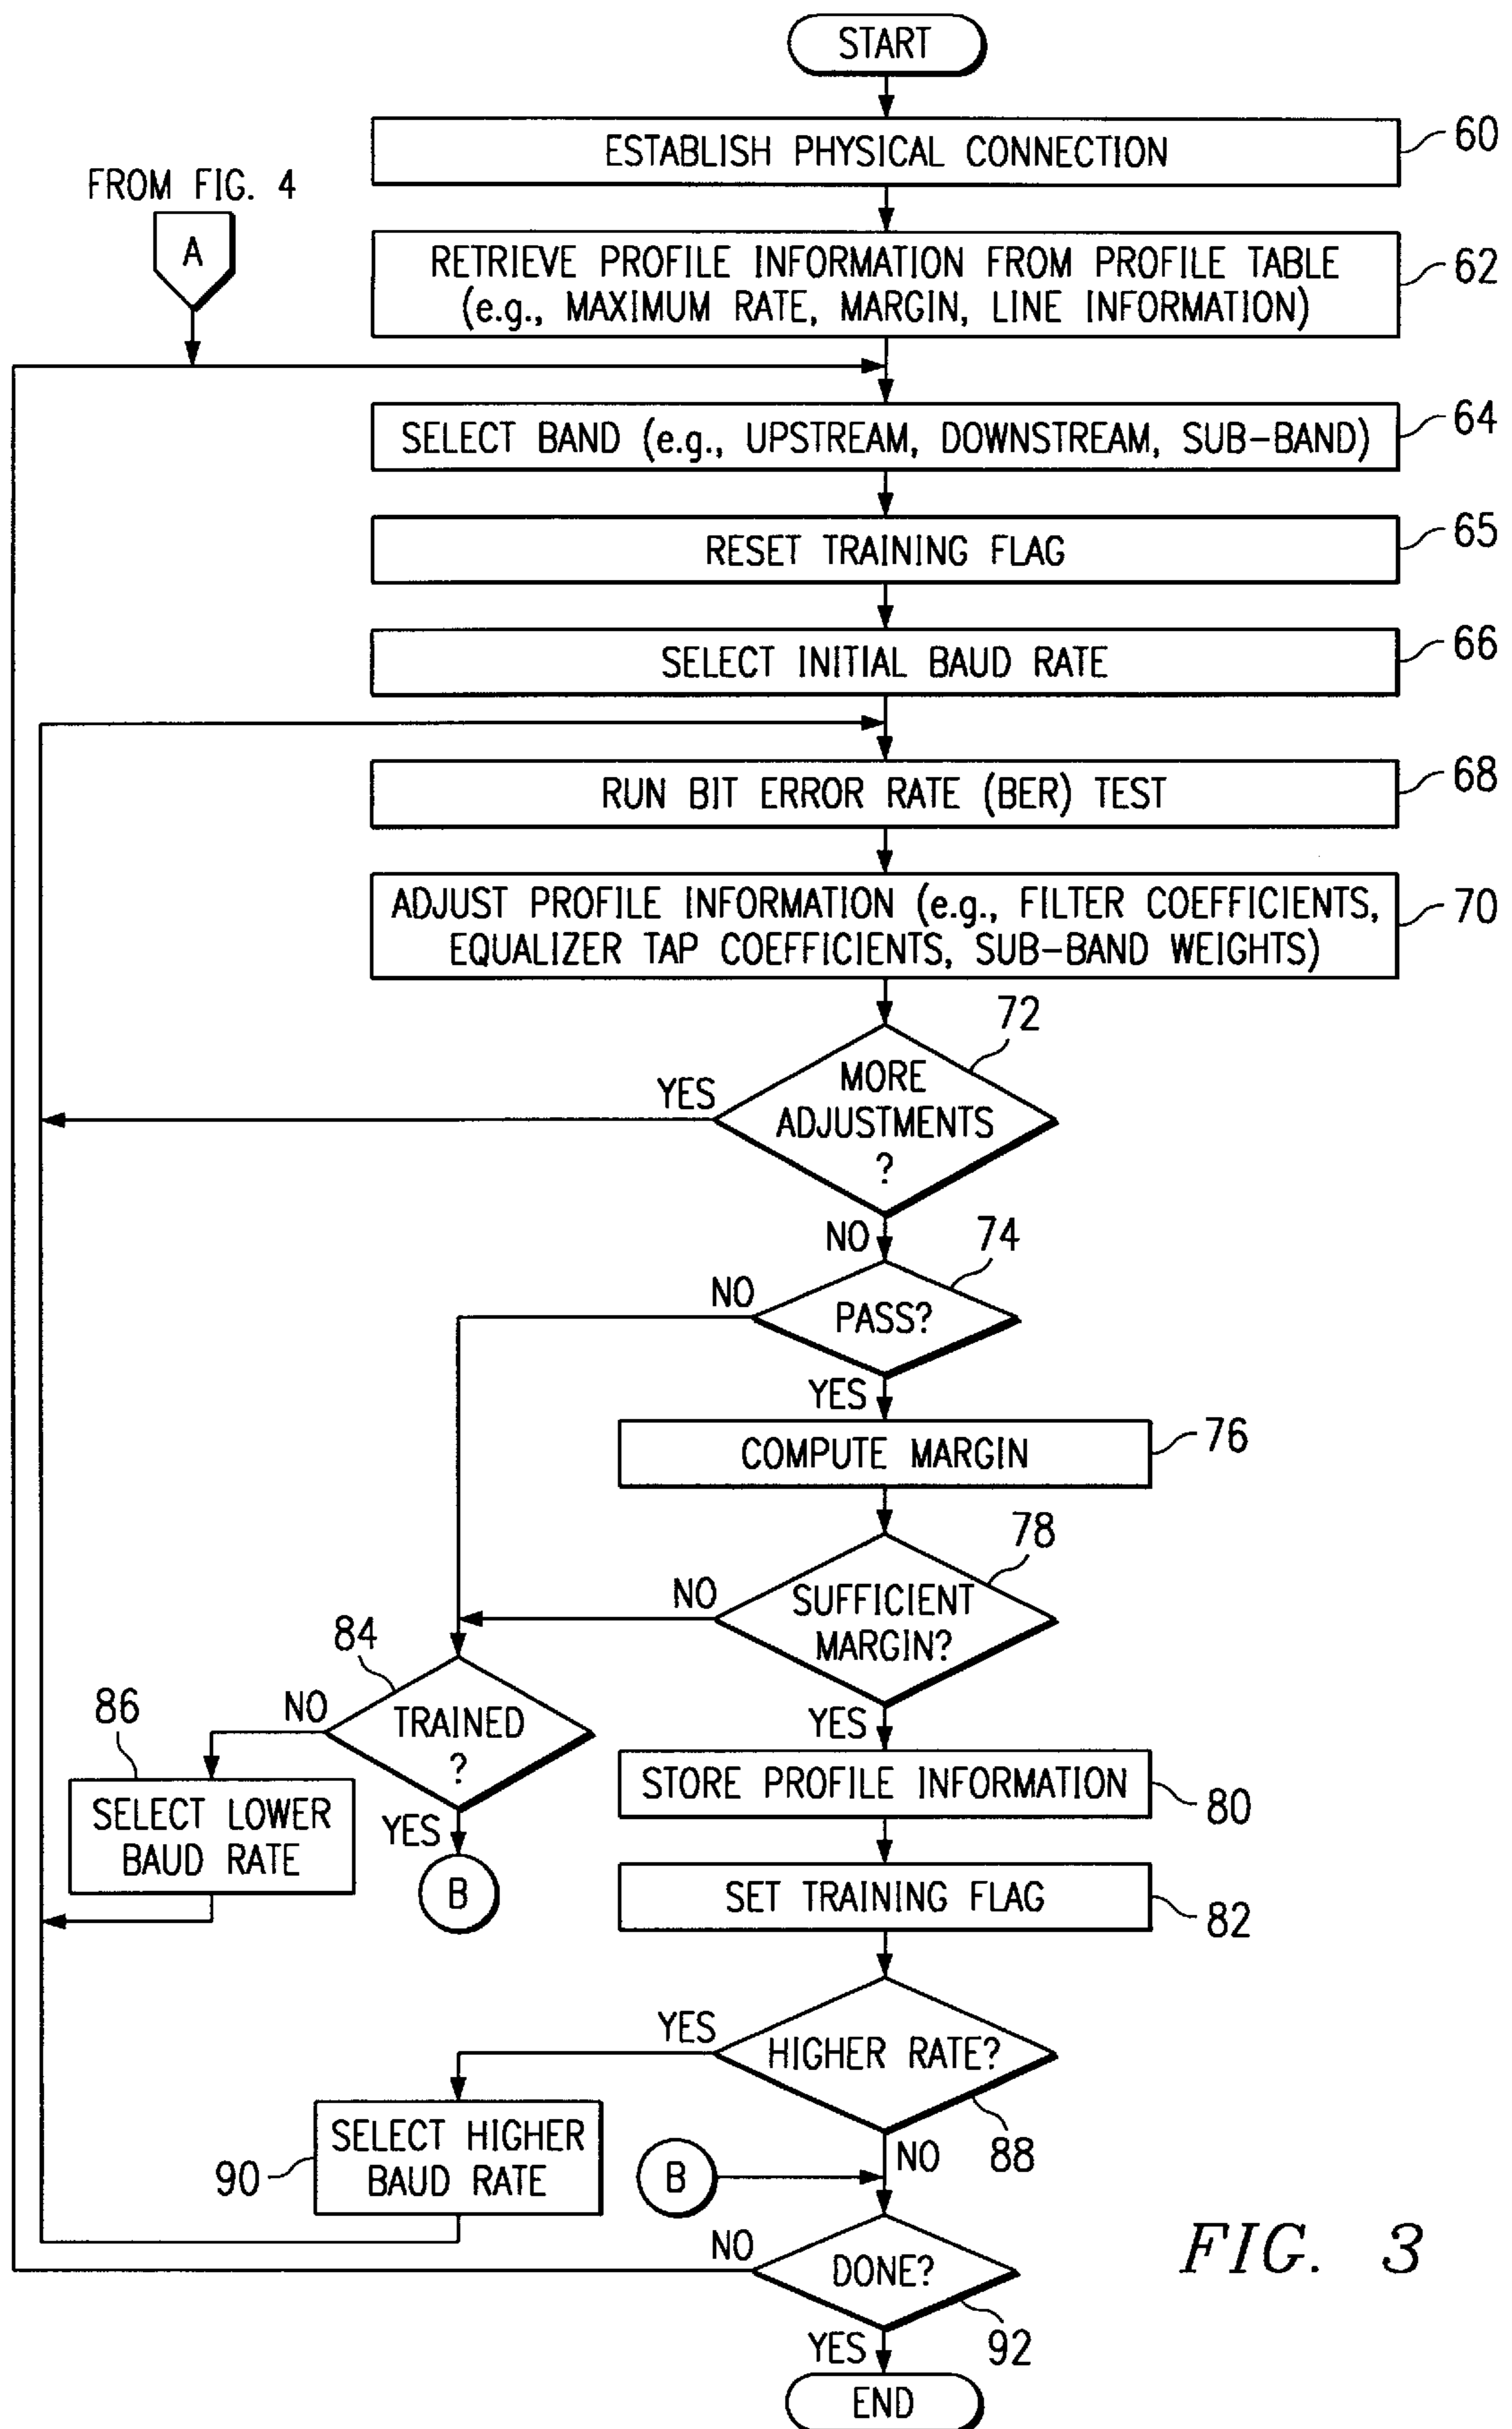 START
ESTABLISH PHYSICAL CONNECTION
60
FROM FIG. 4
A
RETRIEVE PROFILE INFORMATION FROM PROFILE TABLE
(e.g., MAXIMUM RATE, MARGIN, LINE INFORMATION)
62
SELECT BAND (e.g., UPSTREAM, DOWNSTREAM, SUB-BAND)
64
RESET TRAINING FLAG
65
SELECT INITIAL BAUD RATE
66
RUN BIT ERROR RATE (BER) TEST
68
ADJUST PROFILE INFORMATION (e.g., FILTER COEFFICIENTS,
EQUALIZER TAP COEFFICIENTS, SUB-BAND WEIGHTS)
70
72
YES
MORE
ADJUSTMENTS
?
NO
74
NO
PASS?
YES
COMPUTE MARGIN
76
78
NO
SUFFICIENT
MARGIN?
YES
84
NO
TRAINED
?
YES
B
86
SELECT LOWER
BAUD RATE
STORE PROFILE INFORMATION
80
SET TRAINING FLAG
82
YES
HIGHER RATE?
88
NO
SELECT HIGHER
BAUD RATE
90
B
NO
DONE?
92
YES
END
FIG. 3